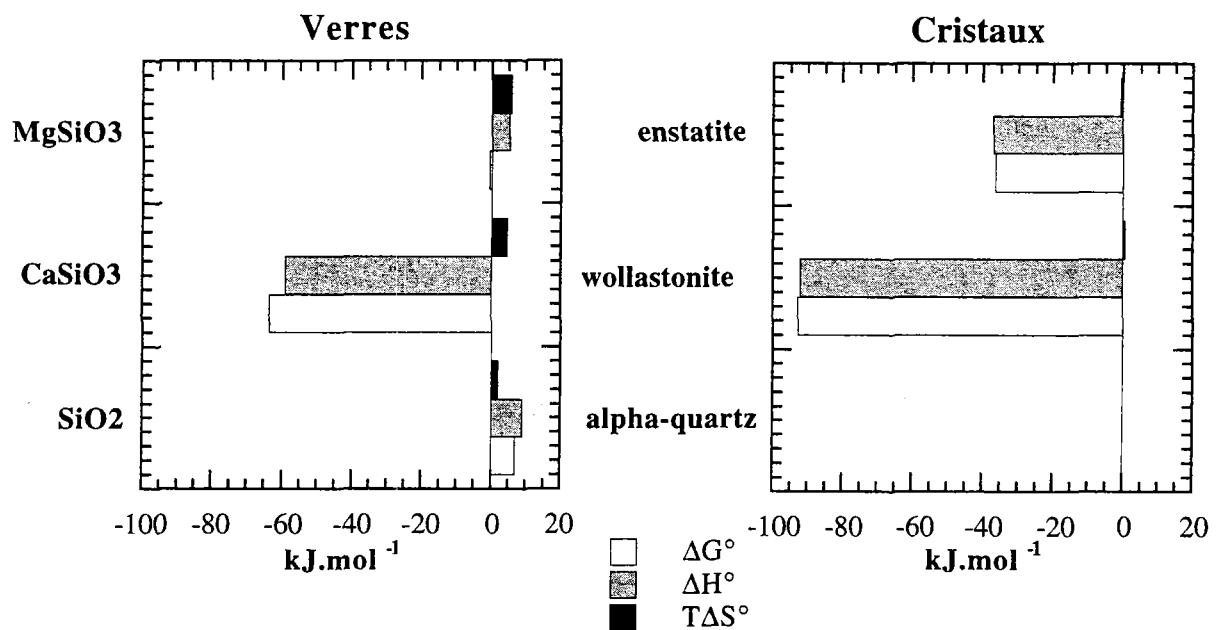 Verres
MgSiO3
CaSiO3
SiO2
-100 -80 -60 -40 -20 0 20
kJ.mol -1
Cristaux
enstatite
wollastonite
alpha-quartz
-100 -80 -60 -40 -20 0 20
kJ.mol -1
ΔG°
ΔH°
TΔS°